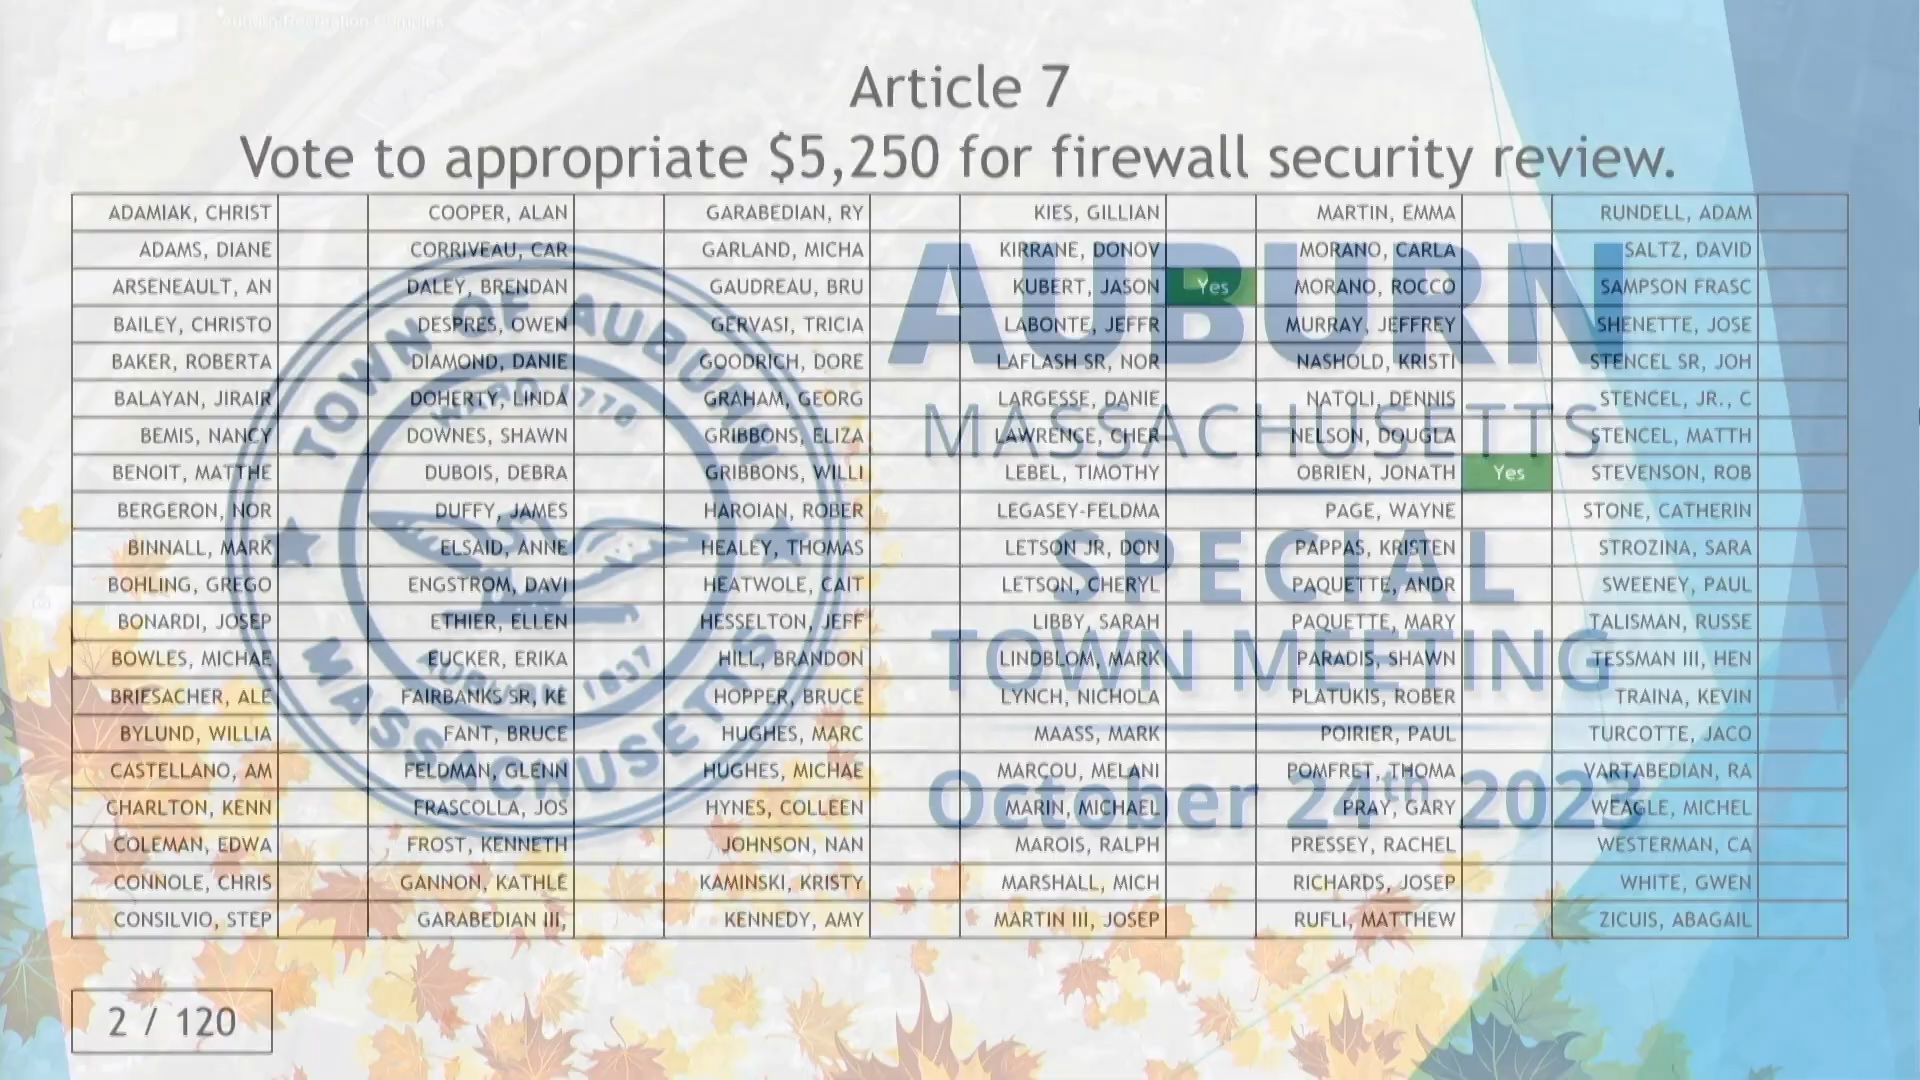 Auburn Recreation Complex
Article 7
Vote to appropriate $5,250 for firewall security review.
ADAMIAK, CHRIST COOPER, ALAN GARABEDIAN, RY KIES, GILLIAN MARTIN, EMMA RUNDELL, ADAM
ADAMS, DIANE CORRIVEAU, CAR GARLAND, MICHA KIRRANE, DONOV MORANO, CARLA SALTZ, DAVID
ARSENEAULT, AN DALEY, BRENDAN GAUDREAU, BRU KUBERT, JASON Yes MORANO, ROCCO SAMPSON FRASC
BAILEY, CHRISTO DESPRES, OWEN GERVASI, TRICIA LABONTE, JEFFR MURRAY, JEFFREY SHENETTE, JOSE
BAKER, ROBERTA DIAMOND, DANIE GOODRICH, DORE LAFLASH SR, NOR NASHOLD, KRISTI STENCEL SR, JOH
BALAYAN, JIRAIR DOHERTY, LINDA GRAHAM, GEORG LARGESSE, DANIE NATOLI, DENNIS STENCEL, JR., C
BEMIS, NANCY DOWNES, SHAWN GRIBBONS, ELIZA LAWRENCE, CHER NELSON, DOUGLA STENCEL, MATTH
BENOIT, MATTHE DUBOIS, DEBRA GRIBBONS, WILLI LEBEL, TIMOTHY OBRIEN, JONATH Yes STEVENSON, ROB
BERGERON, NOR DUFFY, JAMES HAROIAN, ROBER LEGASEY-FELDMA PAGE, WAYNE STONE, CATHERIN
BINNALL, MARK ELSAID, ANNE HEALEY, THOMAS LETSON JR, DON PAPPAS, KRISTEN STROZINA, SARA
BOHLING, GREGO ENGSTROM, DAVI HEATWOLE, CAIT LETSON, CHERYL PAQUETTE, ANDR SWEENEY, PAUL
BONARDI, JOSEP ETHIER, ELLEN HESSELTON, JEFF LIBBY, SARAH PAQUETTE, MARY TALISMAN, RUSSE
BOWLES, MICHAE EUCKER, ERIKA HILL, BRANDON LINDBLOM, MARK PARADIS, SHAWN TESSMAN III, HEN
BRIESACHER, ALE FAIRBANKS SR, KE HOPPER, BRUCE LYNCH, NICHOLA PLATUKIS, ROBER TRAINA, KEVIN
BYLUND, WILLIA FANT, BRUCE HUGHES, MARC MAASS, MARK POIRIER, PAUL TURCOTTE, JACO
CASTELLANO, AM FELDMAN, GLENN HUGHES, MICHAE MARCOU, MELANI POMFRET, THOMA VARTABEDIAN, RA
CHARLTON, KENN FRASCOLLA, JOS HYNES, COLLEEN MARIN, MICHAEL PRAY, GARY WEAGLE, MICHEL
COLEMAN, EDWA FROST, KENNETH JOHNSON, NAN MAROIS, RALPH PRESSEY, RACHEL WESTERMAN, CA
CONNOLE, CHRIS GANNON, KATHLE KAMINSKI, KRISTY MARSHALL, MICH RICHARDS, JOSEP WHITE, GWEN
CONSILVIO, STEP GARABEDIAN III, KENNEDY, AMY MARTIN III, JOSEP RUFLI, MATTHEW ZICUIS, ABAGAIL
2 / 120
TOWN OF AUBURN
WARD 1778
AUBURN 1837
MASSACHUSETTS
AUBURN
MASSACHUSETTS
SPECIAL
TOWN MEETING
October 24th 2023